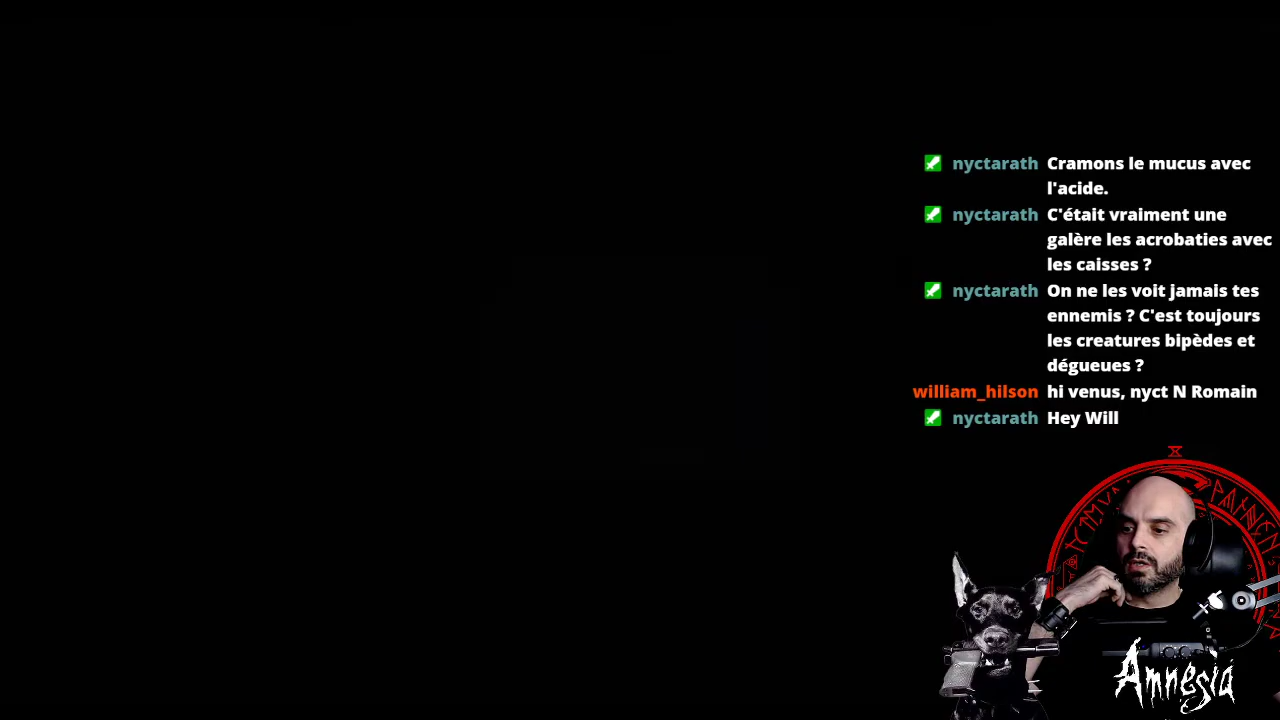 nyctarath Cramons le mucus avec
l'acide.
nyctarath C'était vraiment une
galère les acrobaties avec
les caisses ?
nyctarath On ne les voit jamais tes
ennemis ? C'est toujours
les creatures bipèdes et
dégueues ?
william_hilson hi venus, nyct N Romain
nyctarath Hey Will
Amnesia